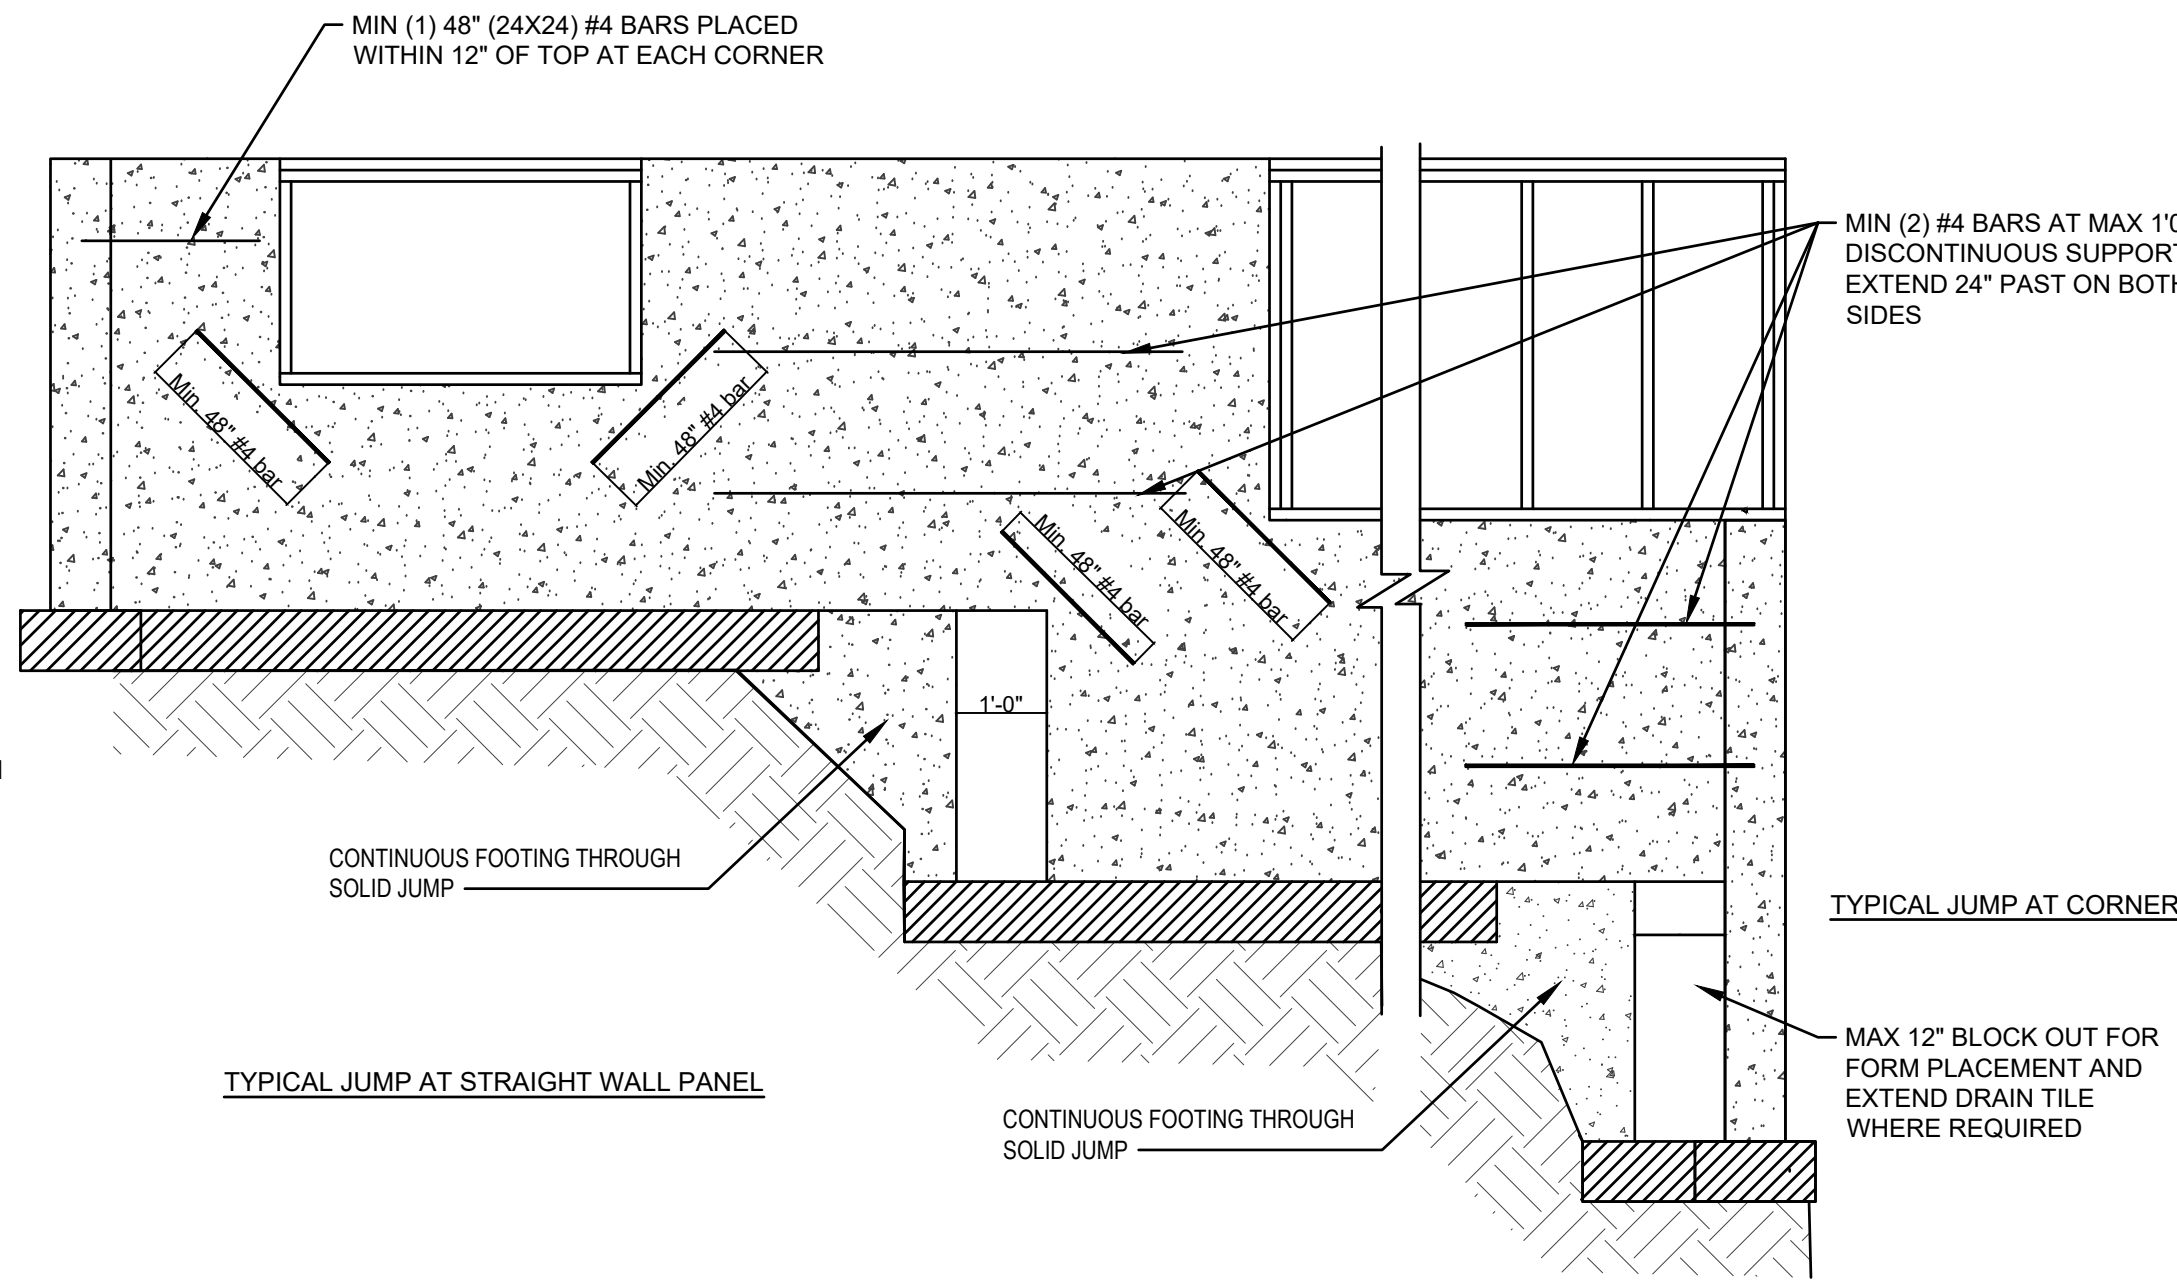 MIN (1) 48" (24X24) #4 BARS PLACED
WITHIN 12" OF TOP AT EACH CORNER
MIN (2) #4 BARS AT MAX
DISCONTINUOUS
EXTEND 24" PAST ON
SIDES
Min. 48" #4 bar
Min. 48" #4 bar
Min. 48" #4 bar
Min. 48" #4 bar
1'-0"
CONTINUOUS FOOTING THROUGH
SOLID JUMP
TYPICAL JUMP AT CORNER
TYPICAL JUMP AT STRAIGHT WALL PANEL
CONTINUOUS FOOTING THROUGH
SOLID JUMP
MAX 12" BLOCK OUT FOR
FORM PLACEMENT AND
EXTEND DRAIN TILE
WHERE REQUIRED